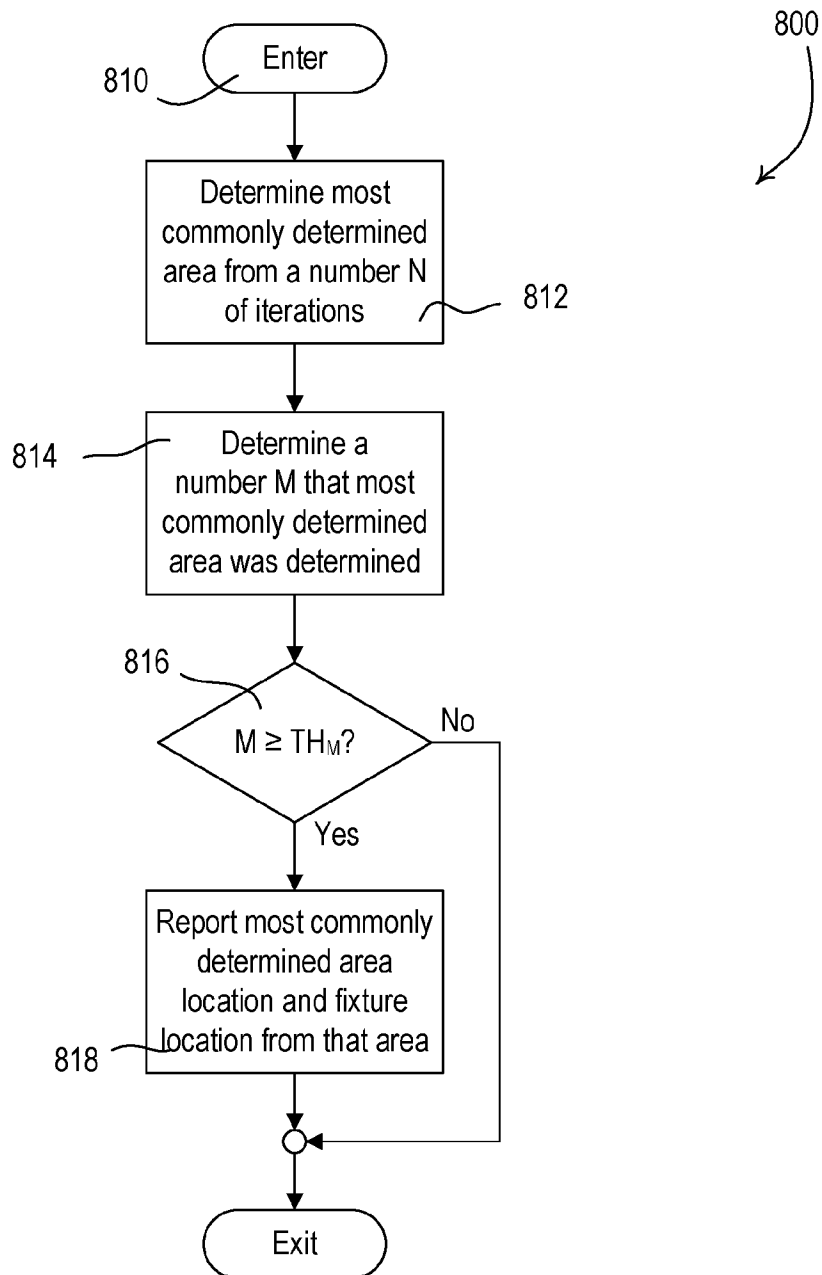 800
Enter
810
Determine most
commonly determined
area from a number N
of iterations
812
814
Determine a
number M that most
commonly determined
area was determined
816
M ≥ THM?
No
Yes
Report most commonly
determined area
location and fixture
location from that area
818
Exit